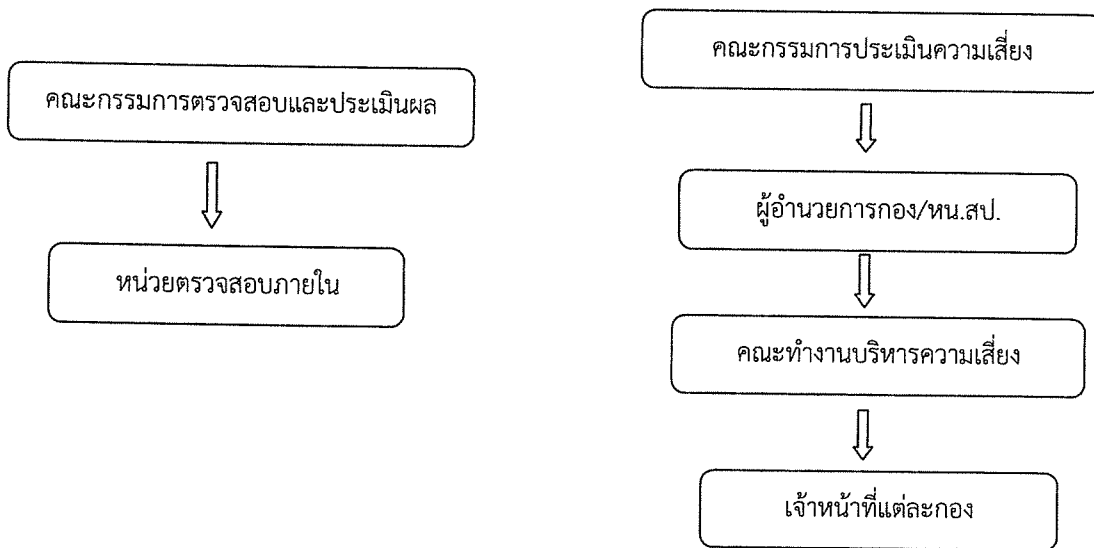 คณะกรรมการตรวจสอบและประเมินผล
หน่วยตรวจสอบภายใน
คณะกรรมการประเมินความเสี่ยง
ผู้อำนวยการกอง/หน.สป.
คณะทำงานบริหารความเสี่ยง
เจ้าหน้าที่แต่ละกอง